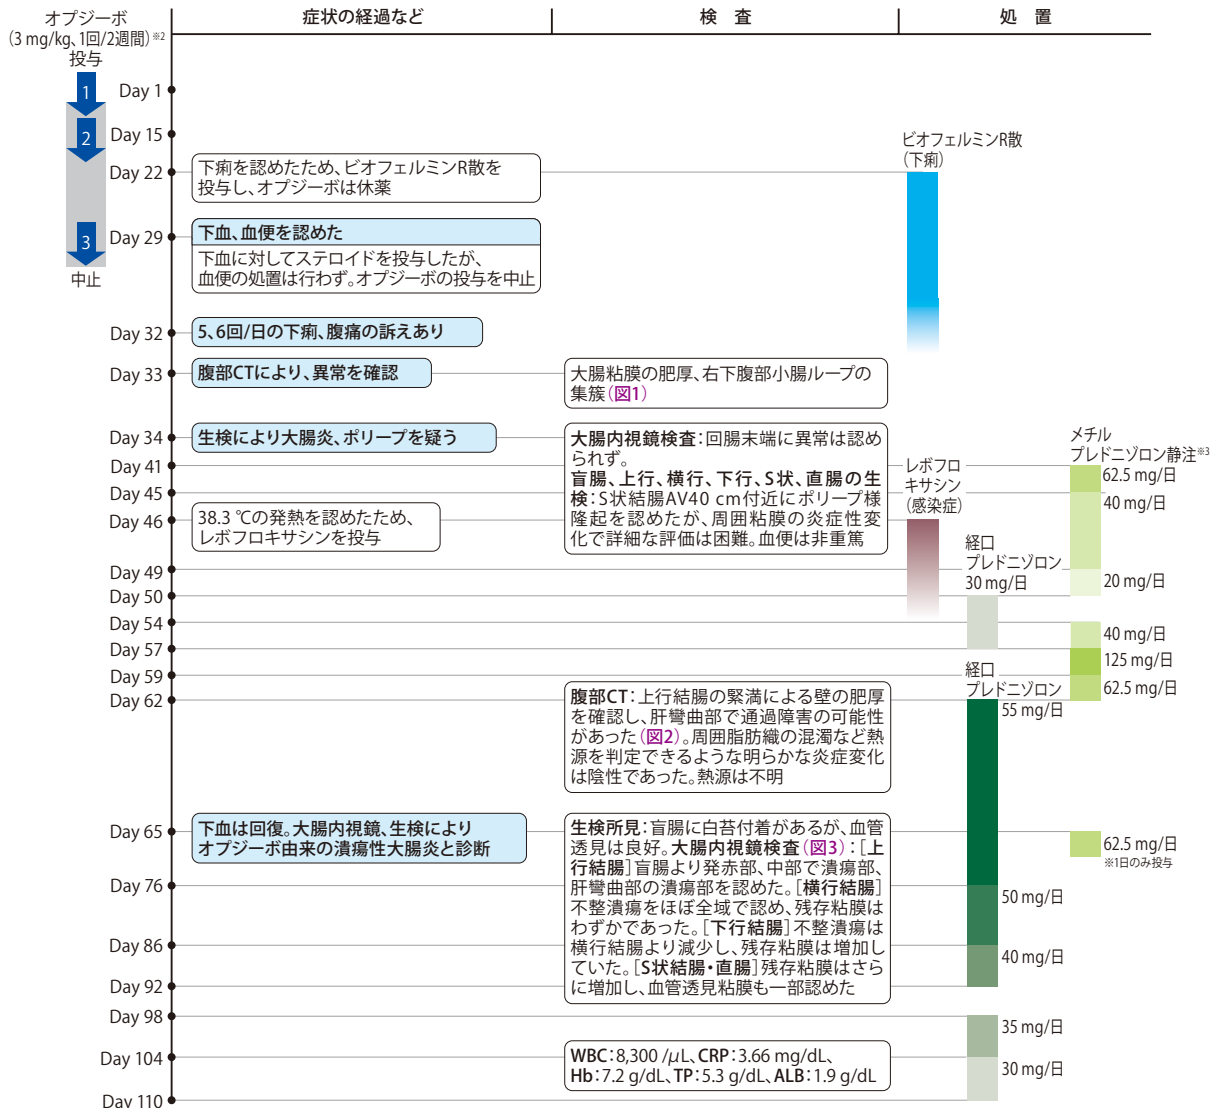 オプジーボ
(3 mg/kg、1回/2週間)※2
投与
症状の経過など
検 査
処 置
1
Day 1
2
Day 15
ビオフェルミンR散
(下痢)
Day 22
下痢を認めたため、ビオフェルミンR散を
投与し、オプジーボは休薬
3
Day 29
中止
下血、血便を認めた
下血に対してステロイドを投与したが、
血便の処置は行わず。オプジーボの投与を中止
Day 32
5、6回/日の下痢、腹痛の訴えあり
Day 33
腹部CTにより、異常を確認
大腸粘膜の肥厚、右下腹部小腸ループの
集簇(図1)
Day 34
生検により大腸炎、ポリープを疑う
大腸内視鏡検査:回腸末端に異常は認め
られず。
盲腸、上行、横行、下行、S状、直腸の生
検:S状結腸AV40 cm付近にポリープ様
隆起を認めたが、周囲粘膜の炎症性変
化で詳細な評価は困難。血便は非重篤
メチル
プレドニゾロン静注※3
Day 41
62.5 mg/日
Day 45
40 mg/日
レボフロ
キサシン
(感染症)
Day 46
38.3 ℃の発熱を認めたため、
レボフロキサシンを投与
Day 49
20 mg/日
経口
プレドニゾロン
30 mg/日
Day 50
Day 54
40 mg/日
Day 57
125 mg/日
Day 59
62.5 mg/日
経口
プレドニゾロン
Day 62
55 mg/日
腹部CT:上行結腸の緊満による壁の肥厚
を確認し、肝彎曲部で通過障害の可能性
があった(図2)。周囲脂肪織の混濁など熱
源を判定できるような明らかな炎症変化
は陰性であった。熱源は不明
Day 65
下血は回復。大腸内視鏡、生検により
オプジーボ由来の潰瘍性大腸炎と診断
生検所見:盲腸に白苔付着があるが、血管
透見は良好。大腸内視鏡検査(図3):[上
行結腸]盲腸より発赤部、中部で潰瘍部、
肝彎曲部の潰瘍部を認めた。[横行結腸]
不整潰瘍をほぼ全域で認め、残存粘膜は
わずかであった。[下行結腸]不整潰瘍は
横行結腸より減少し、残存粘膜は増加し
ていた。[S状結腸・直腸]残存粘膜はさら
に増加し、血管透見粘膜も一部認めた
62.5 mg/日
※1日のみ投与
Day 76
50 mg/日
Day 86
40 mg/日
Day 92
Day 98
35 mg/日
Day 104
WBC:8,300 /μL、CRP:3.66 mg/dL、
Hb:7.2 g/dL、TP:5.3 g/dL、ALB:1.9 g/dL
30 mg/日
Day 110